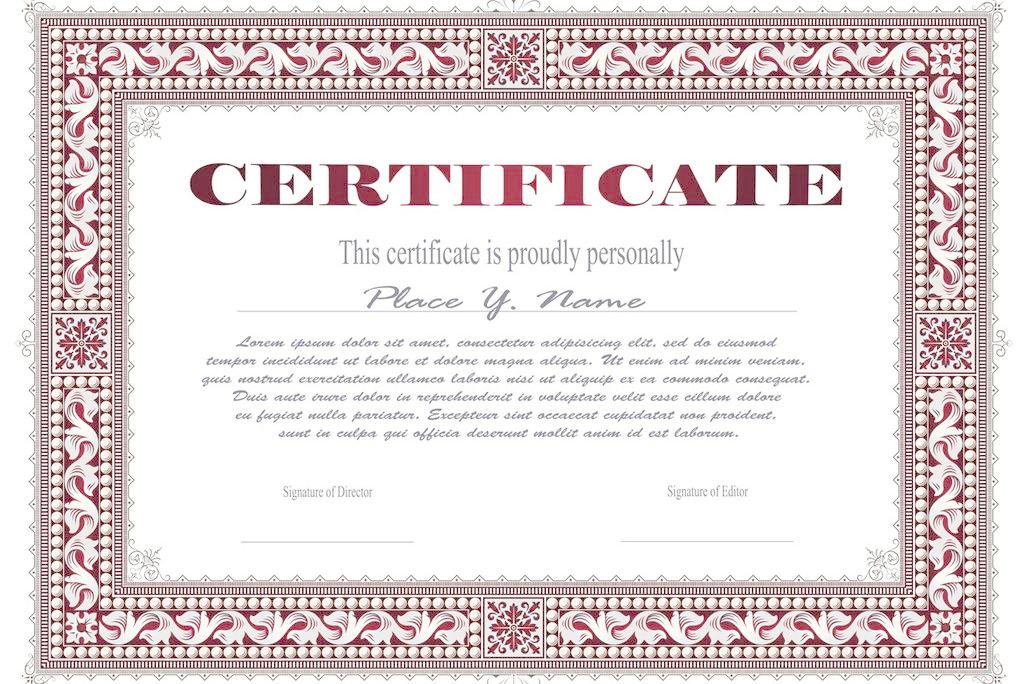 CERTIFICATE
This certificate is proudly personally
Place Y. Name
Lorem ipsum dolor sit amet, consectetur adipisicing elit, sed do eiusmod
tempor incididunt ut labore et dolore magna aliqua. Ut enim ad minim veniam,
quis nostrud exercitation ullamco laboris nisi ut aliquip ex ea commodo consequat.
Duis aute irure dolor in reprehenderit in voluptate velit esse cillum dolore
eu fugiat nulla pariatur. Excepteur sint occaecat cupidatat non proident,
sunt in culpa qui officia deserunt mollit anim id est laborum.
Signature of Director
Signature of Editor